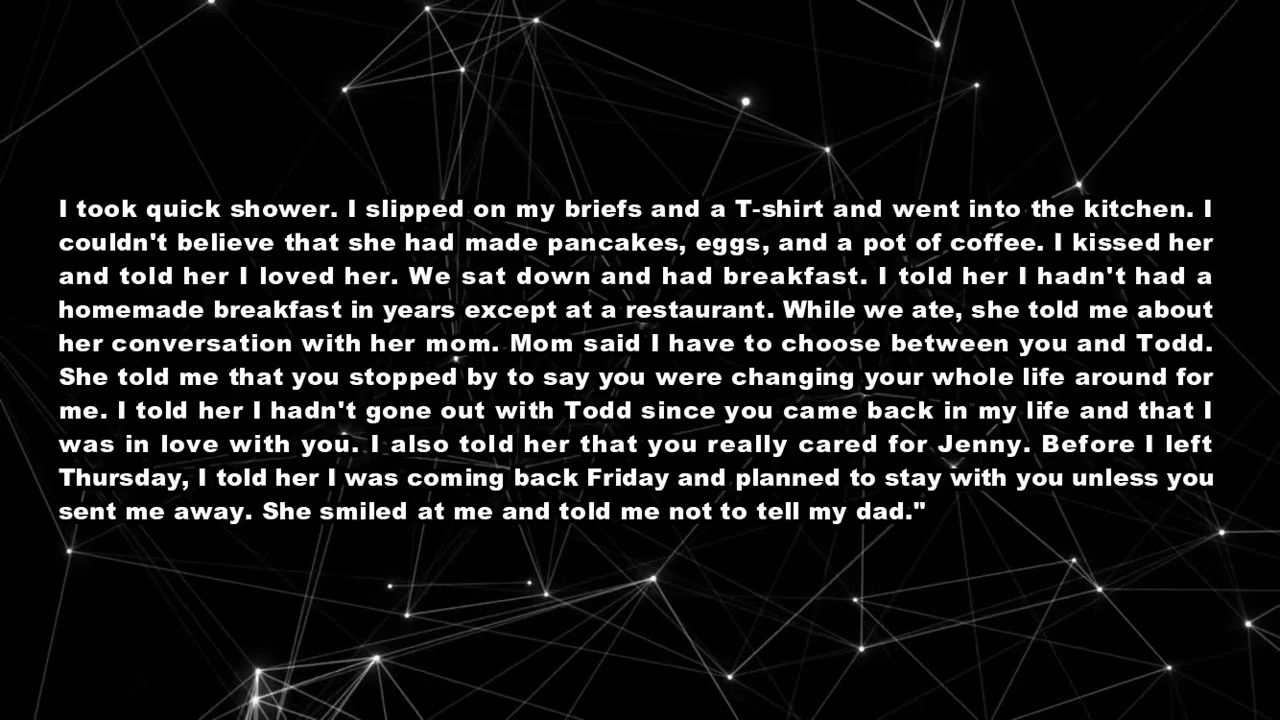 I took quick shower. I slipped on my briefs and a T-shirt and went into the kitchen. I
couldn't believe that she had made pancakes, eggs, and a pot of coffee. I kissed her
and told her I loved her. We sat down and had breakfast. I told her I hadn't had a
homemade breakfast in years except at a restaurant. While we ate, she told me about
her conversation with her mom. Mom said I have to choose between you and Todd.
She told me that you stopped by to say you were changing your whole life around for
me. I told her I hadn't gone out with Todd since you came back in my life and that I
was in love with you. I also told her that you really cared for Jenny. Before I left
Thursday, I told her I was coming back Friday and planned to stay with you unless you
sent me away. She smiled at me and told me not to tell my dad."